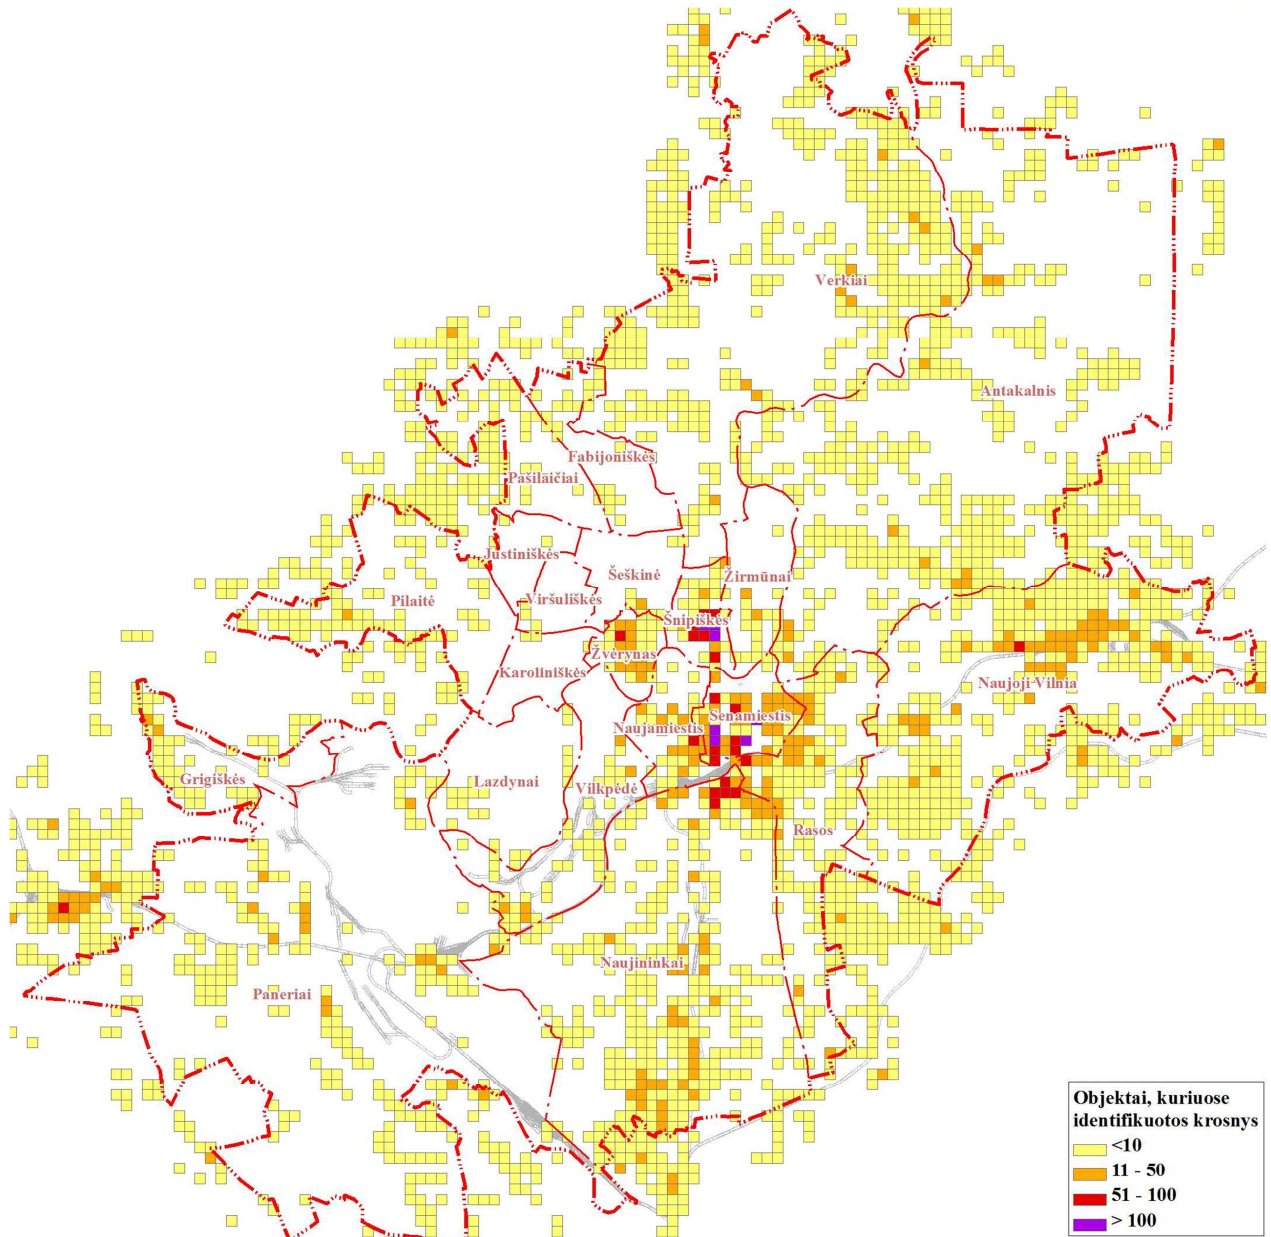 Verkiai
Antakalnis
Fabijoniškės
Pašilaičiai
Justiniškės
Šeškinė
Žirmūnai
Viršuliškės
Pilaitė
Šnipiškės
Žvėrynas
Karoliniškės
Naujoji Vilnia
Senamiestis
Naujamiestis
Grigiškės
Lazdynai
Vilkpėdė
Rasos
Naujininkai
Paneriai
Objektai, kuriuose
identifikuotos krosnys
<10
11 - 50
51 - 100
> 100